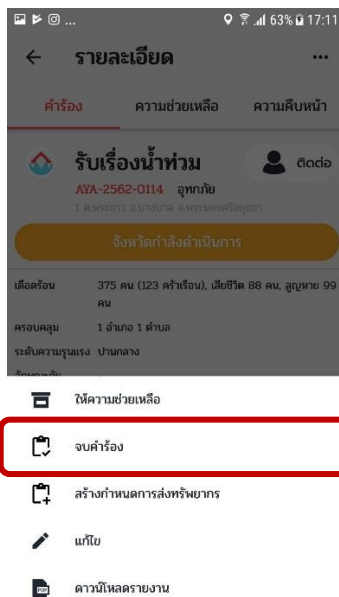 ... 63% 17:11
รายละเอียด
คำร้อง ความช่วยเหลือ ความคืบหน้า
รับเรื่องน้ำท่วม ติดต่อ
AYA-2562-0114 อุทกภัย
จังหวัดกำลังดำเนินการ
เดือดร้อน 375 คน (123 ครัวเรือน), เสียชีวิต 88 คน, สูญหาย 99
คน
ครอบคลุม 1 อำเภอ 1 ตำบล
ระดับความรุนแรง ปานกลาง
ให้ความช่วยเหลือ
จบคำร้อง
สร้างกำหนดการส่งทรัพยากร
แก้ไข
PDF ดาวน์โหลดรายงาน